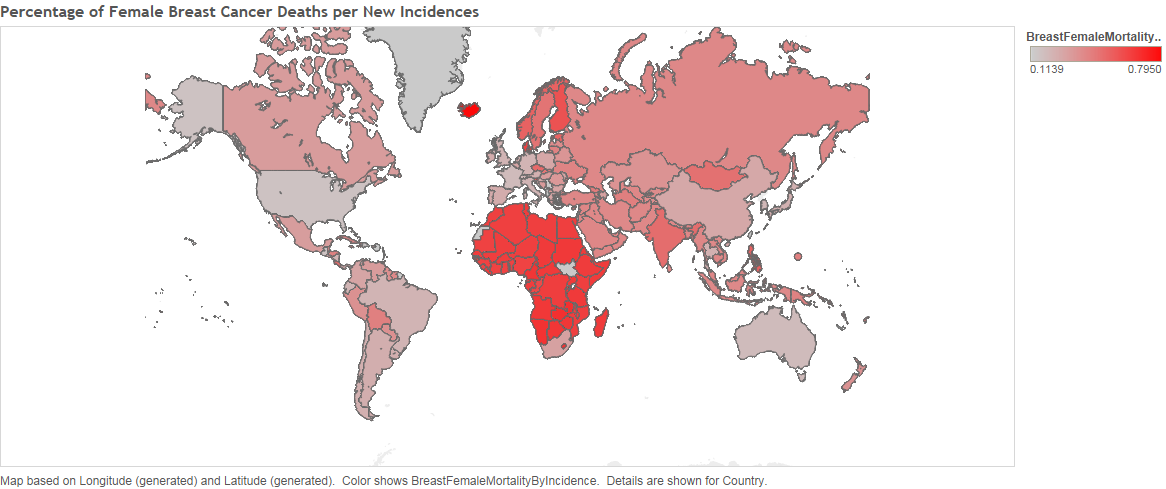 Percentage of Female Breast Cancer Deaths per New Incidences
BreastFemaleMortality..
0.1139 0.7950
Map based on Longitude (generated) and Latitude (generated). Color shows BreastFemaleMortalityByIncidence. Details are shown for Country.